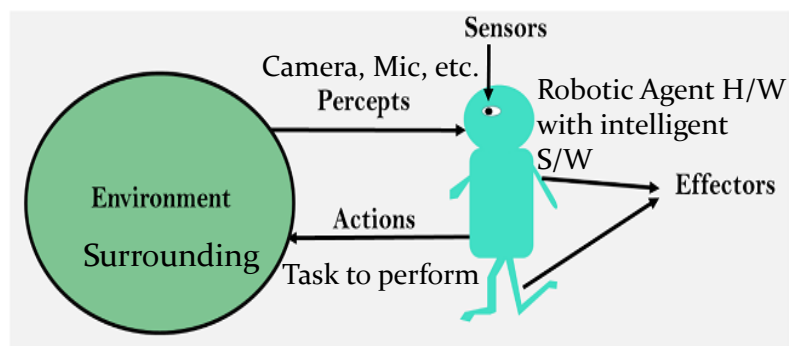 Sensors
Camera, Mic, etc.
Percepts
Robotic Agent H/W
with intelligent
S/W
Environment
Surrounding
Effectors
Actions
Task to perform